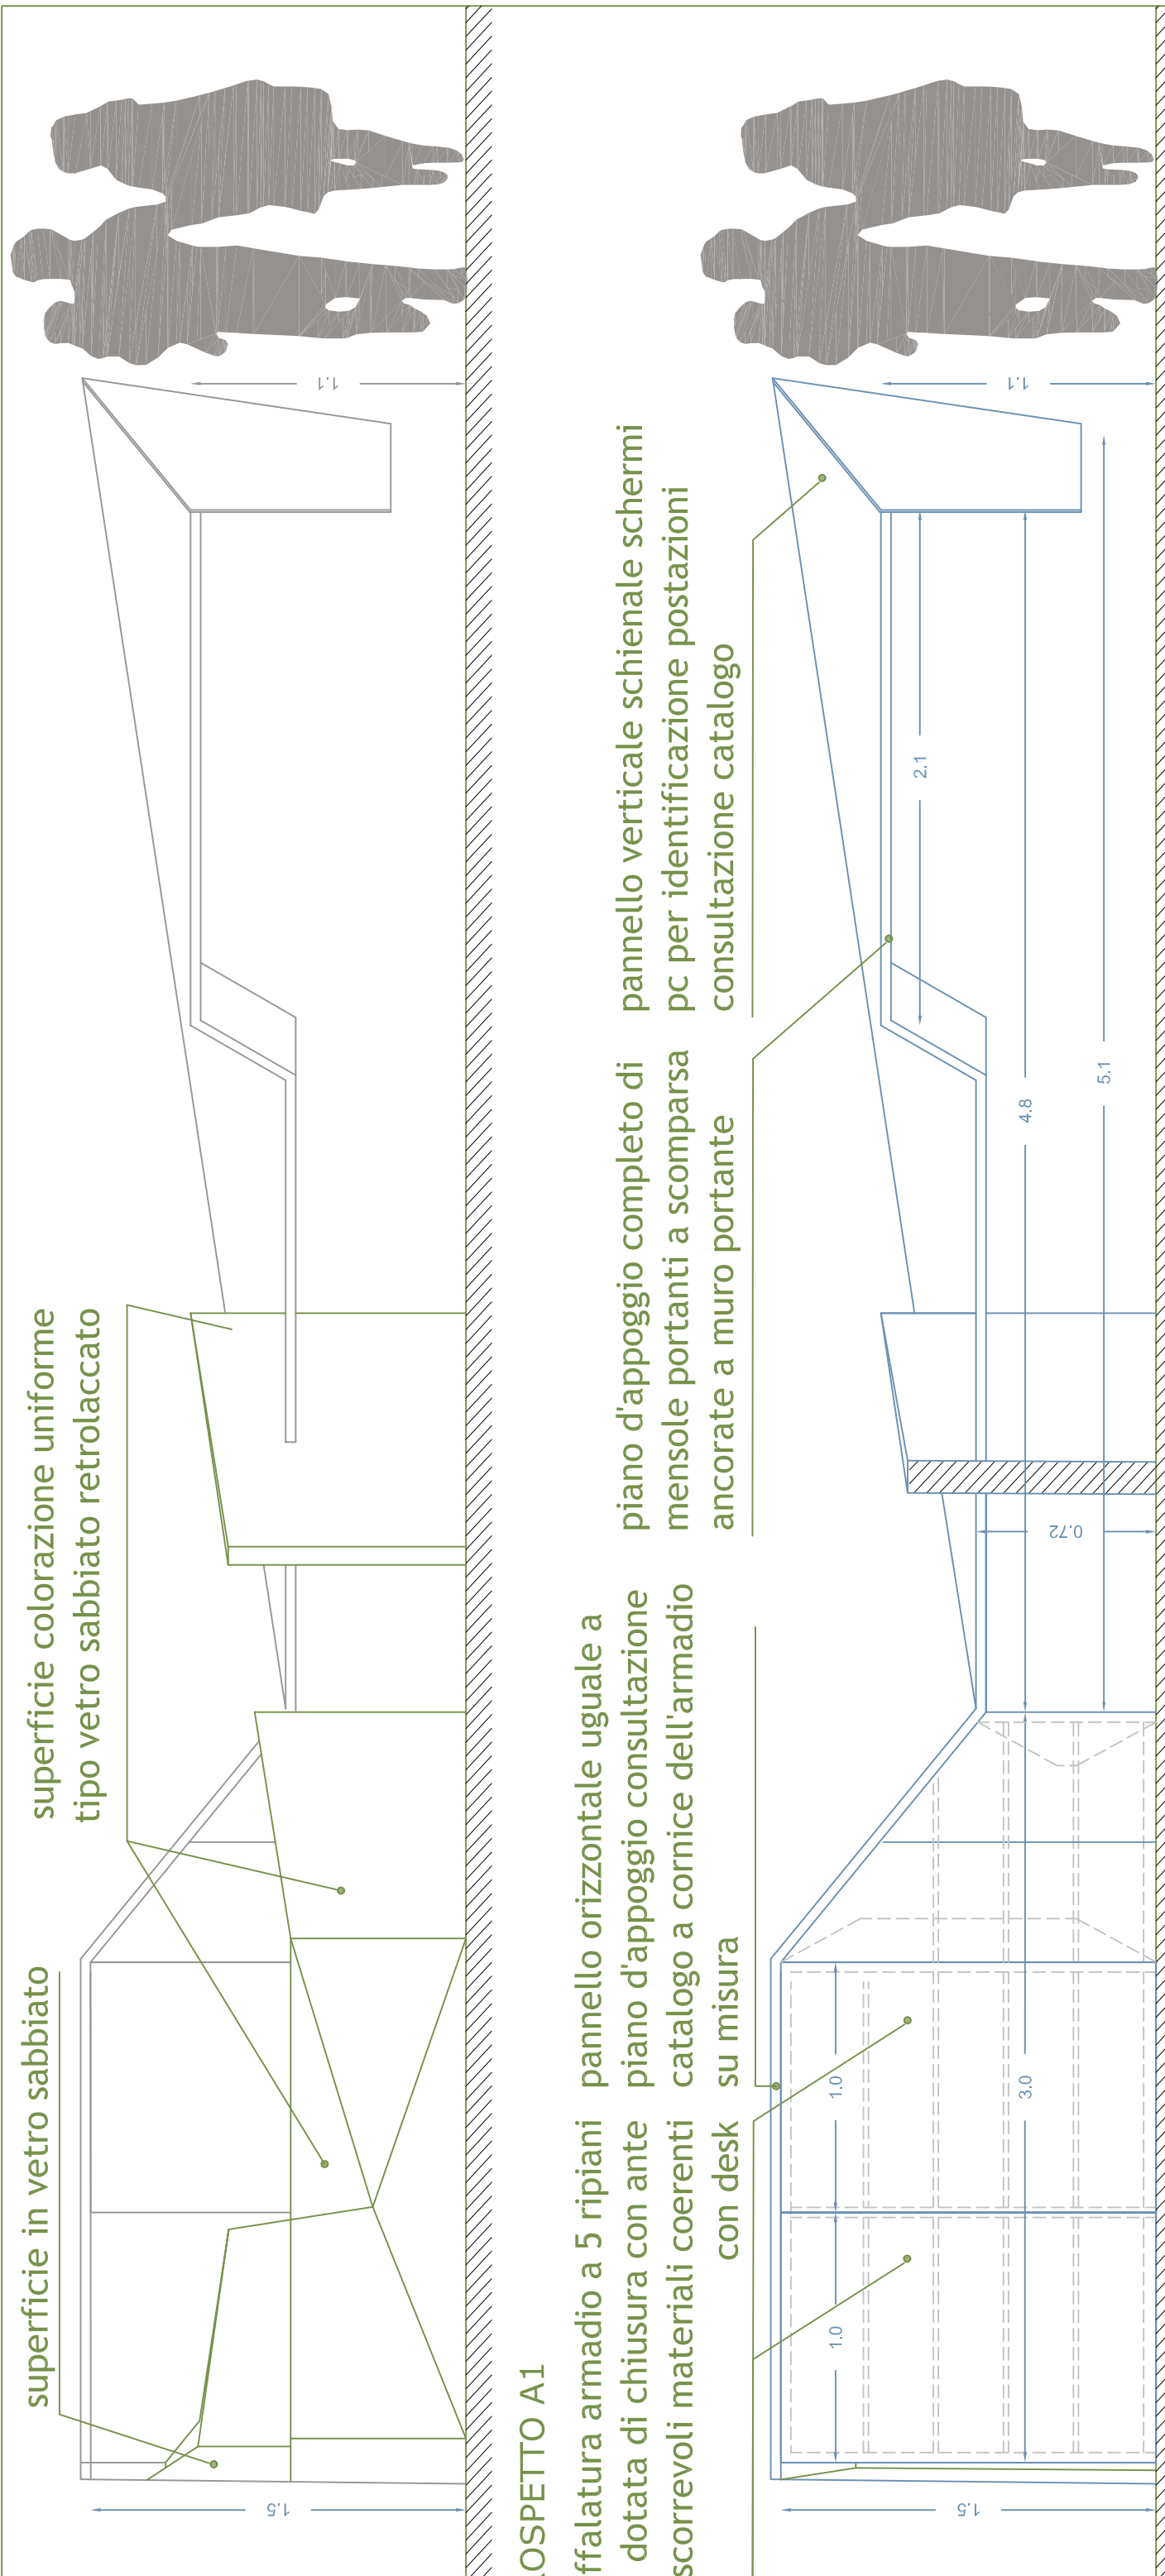 superficie in vetro sabbiato
superficie colorazione uniforme
tipo vetro sabbiato retrolaccato
1.5
1.1
OSPETTO A1
ffalatura armadio a 5 ripiani
dotata di chiusura con ante
scorrevoli materiali coerenti
con desk
pannello orizzontale uguale a
piano d'appoggio consultazione
catalogo a cornice dell'armadio
su misura
piano d'appoggio completo di
mensole portanti a scomparsa
ancorate a muro portante
pannello verticale schienale schermi
pc per identificazione postazioni
consultazione catalogo
1.5
1.0
1.0
3.0
0.72
4.8
5.1
2.1
1.1